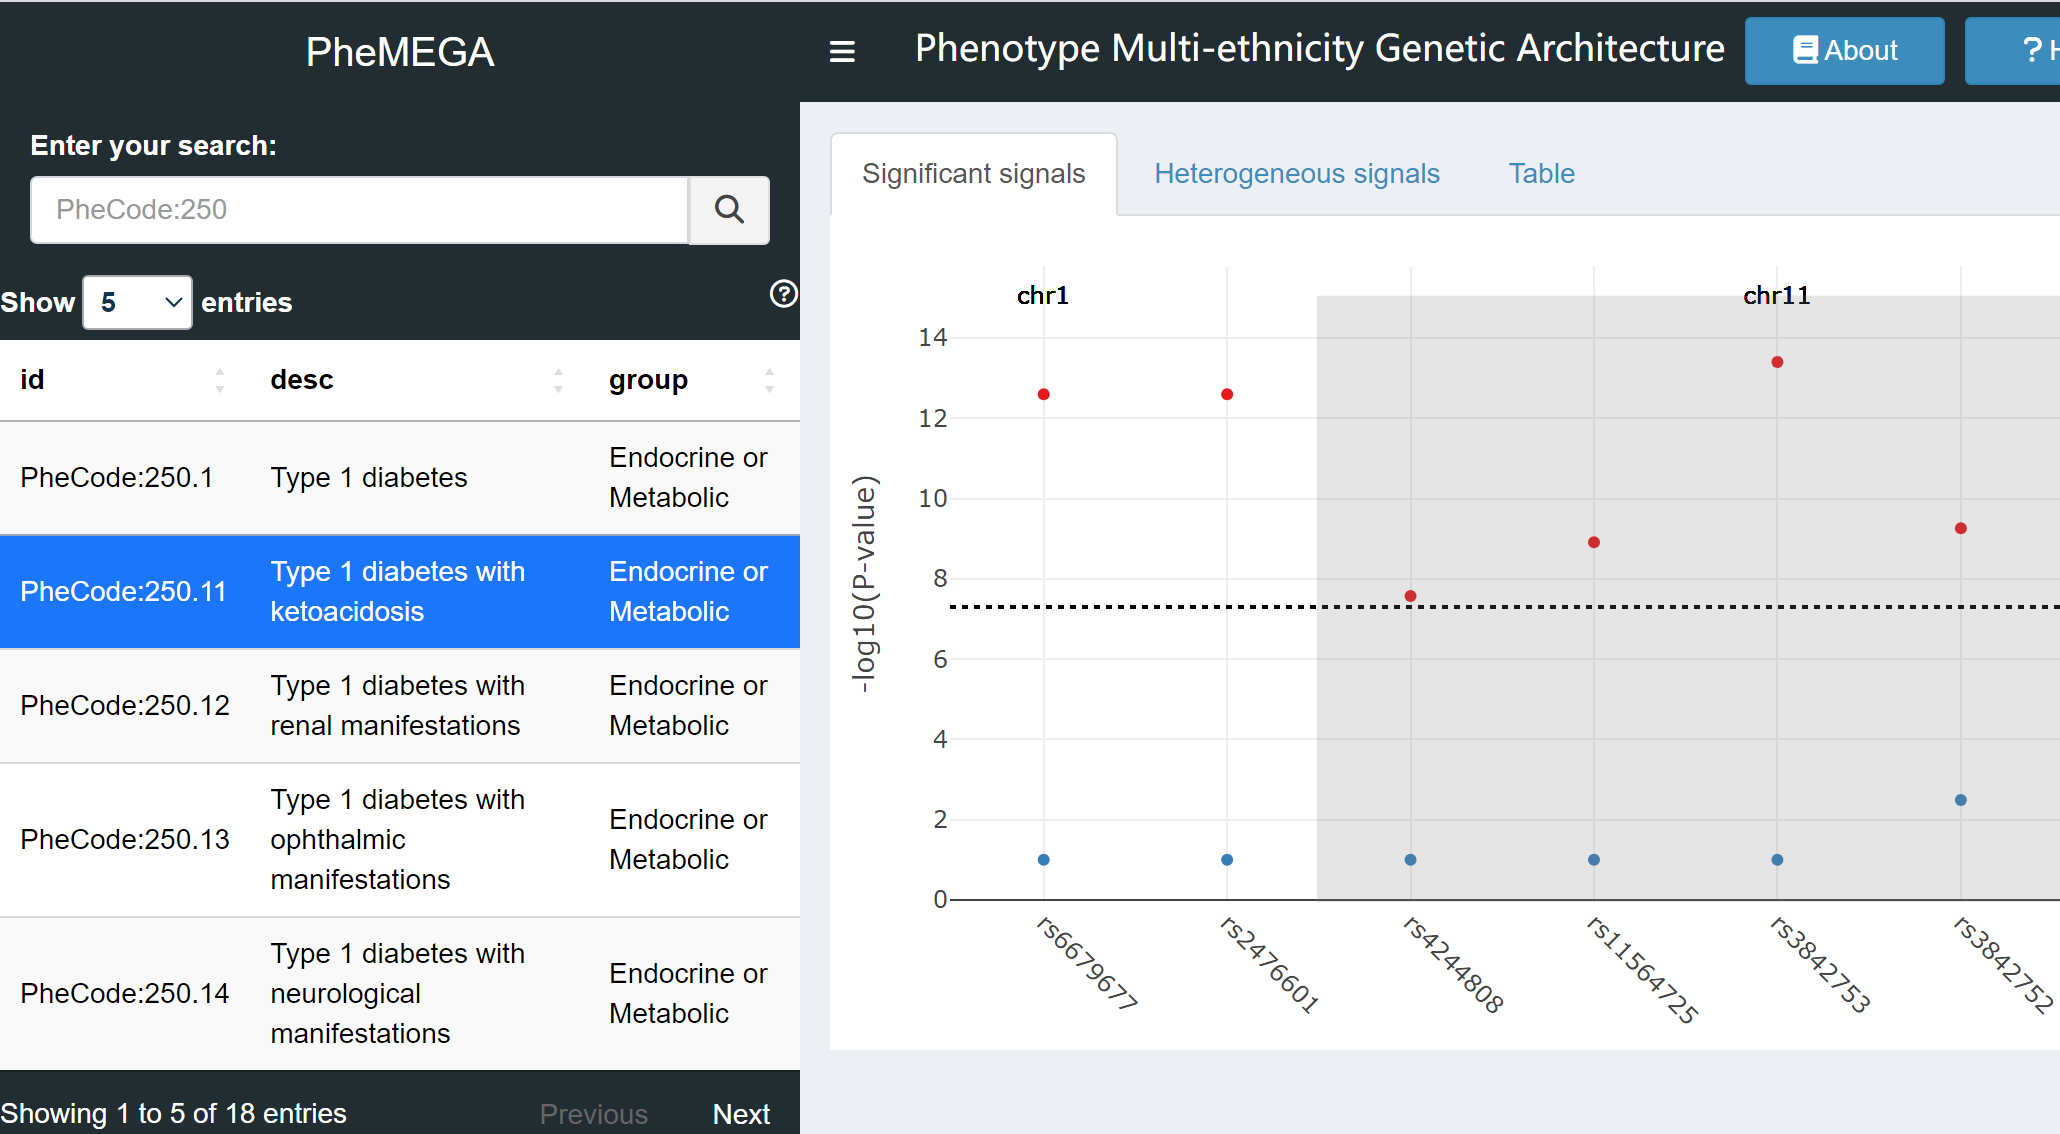 PheMEGA
Phenotype Multi-ethnicity Genetic Architecture
About
? H
Enter your search:
PheCode:250
Show 5 entries
id desc group
PheCode:250.1 Type 1 diabetes Endocrine or
Metabolic
PheCode:250.11 Type 1 diabetes with
ketoacidosis
Endocrine or
Metabolic
PheCode:250.12 Type 1 diabetes with
renal manifestations
Endocrine or
Metabolic
PheCode:250.13 Type 1 diabetes with
ophthalmic
manifestations
Endocrine or
Metabolic
PheCode:250.14 Type 1 diabetes with
neurological
manifestations
Endocrine or
Metabolic
Showing 1 to 5 of 18 entries
Previous Next
Significant signals Heterogeneous signals Table
chr1 chr11
14
12
10
8
6
4
2
0
-log10(P-value)
rs6679677
rs2476601
rs4244808
rs11564725
rs3842753
rs3842752